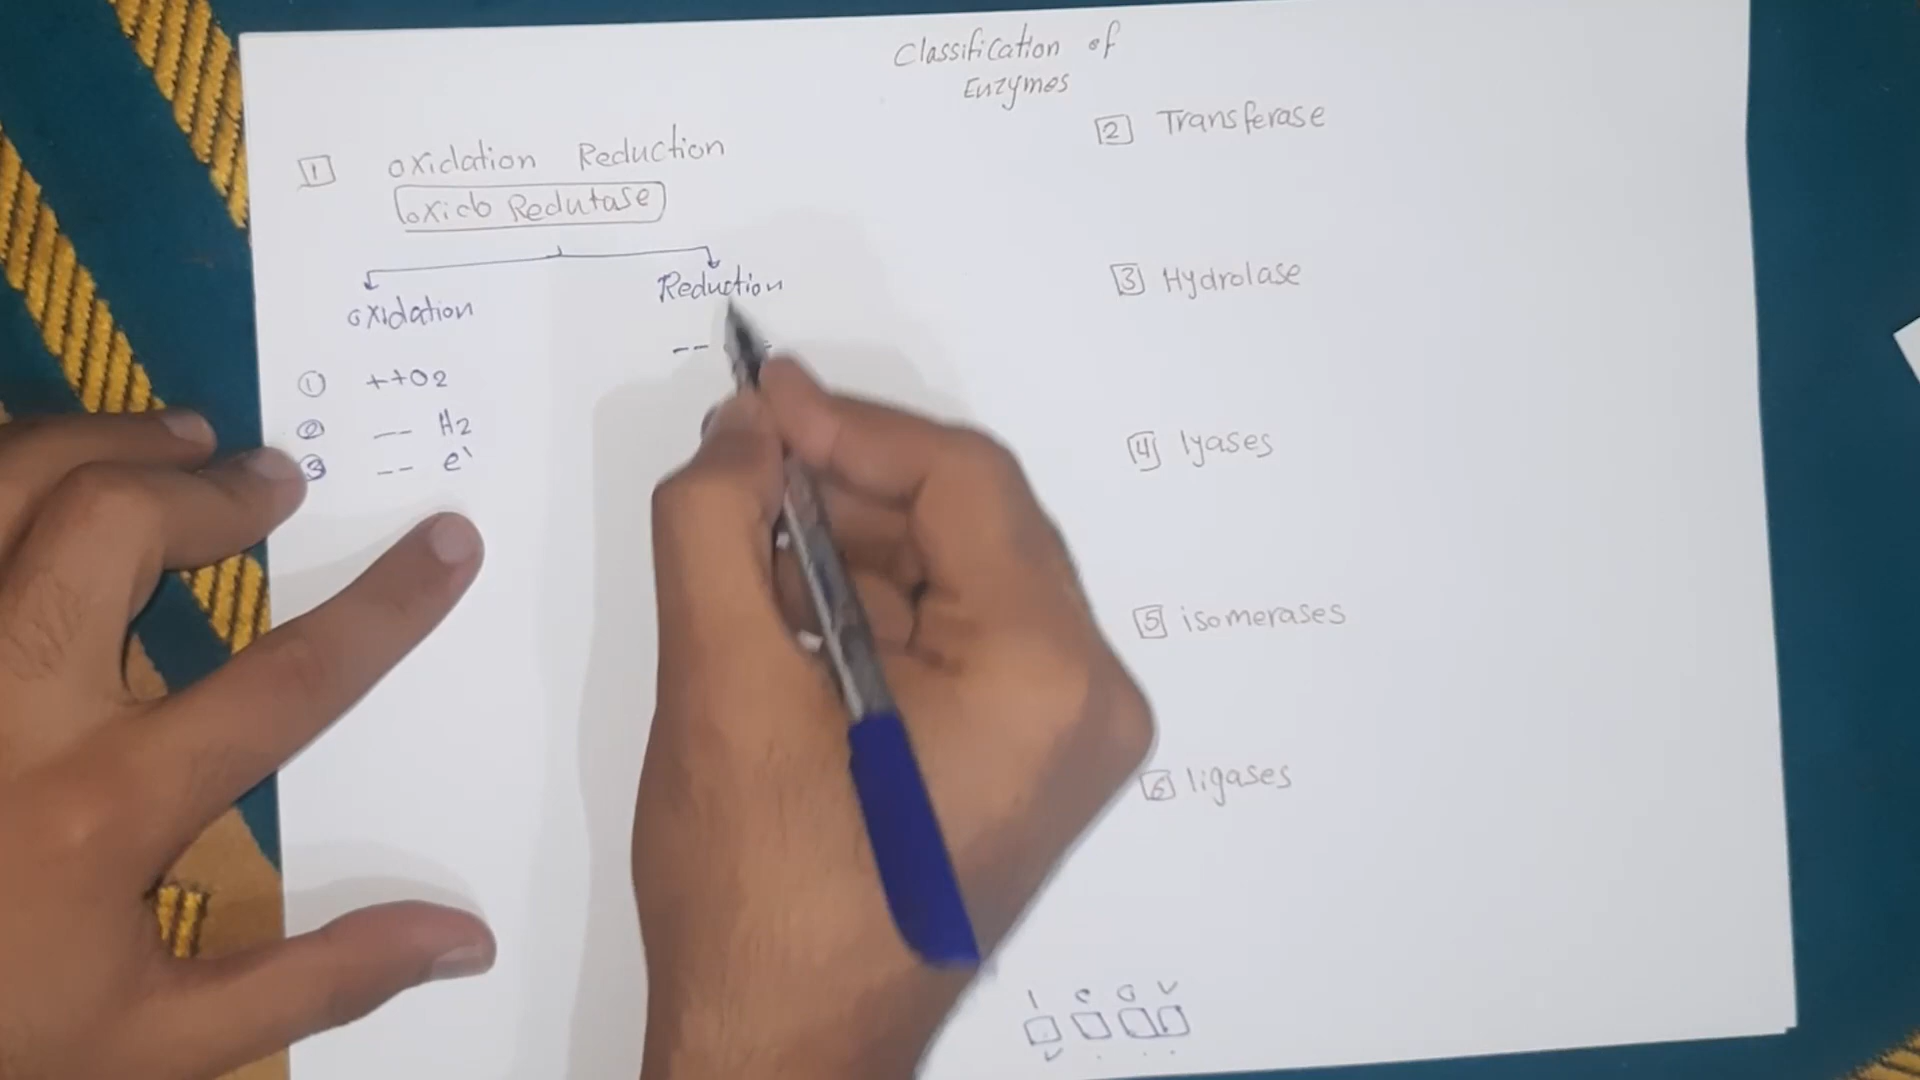 Classification of
Enzymes
1 oxidation Reduction
oxido Redutase
oxidation
① ++O2
② -- H2
③ -- e`
Reduction
--
2 Transferase
3 Hydrolase
4 lyases
5 isomerases
6 ligases